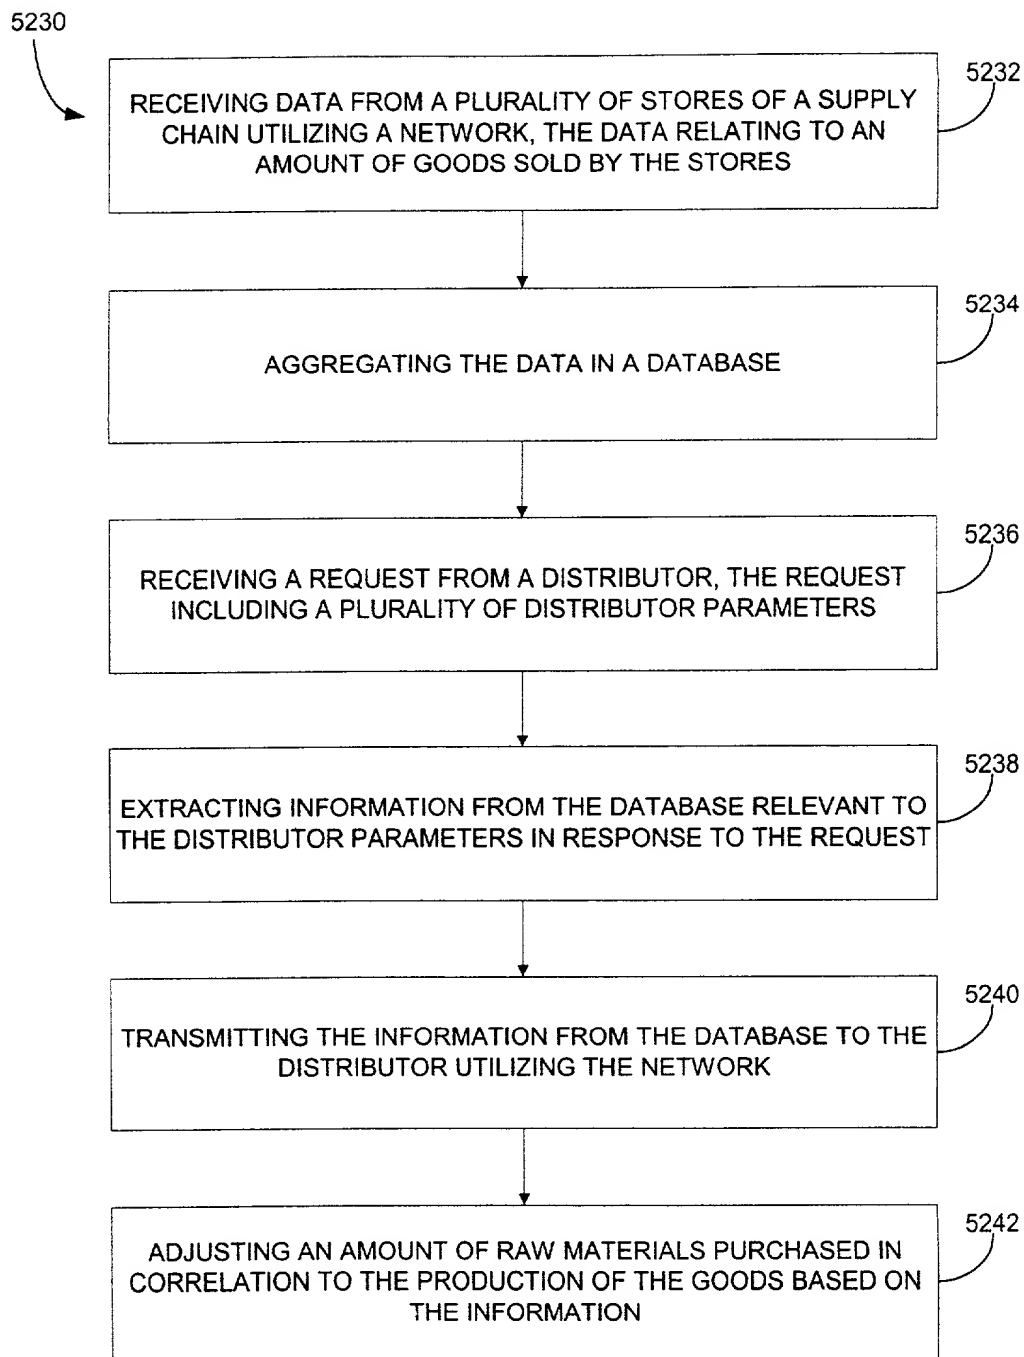 5230
5232
RECEIVING DATA FROM A PLURALITY OF STORES OF A SUPPLY
CHAIN UTILIZING A NETWORK, THE DATA RELATING TO AN
AMOUNT OF GOODS SOLD BY THE STORES
5234
AGGREGATING THE DATA IN A DATABASE
5236
RECEIVING A REQUEST FROM A DISTRIBUTOR, THE REQUEST
INCLUDING A PLURALITY OF DISTRIBUTOR PARAMETERS
5238
EXTRACTING INFORMATION FROM THE DATABASE RELEVANT TO
THE DISTRIBUTOR PARAMETERS IN RESPONSE TO THE REQUEST
5240
TRANSMITTING THE INFORMATION FROM THE DATABASE TO THE
DISTRIBUTOR UTILIZING THE NETWORK
5242
ADJUSTING AN AMOUNT OF RAW MATERIALS PURCHASED IN
CORRELATION TO THE PRODUCTION OF THE GOODS BASED ON
THE INFORMATION